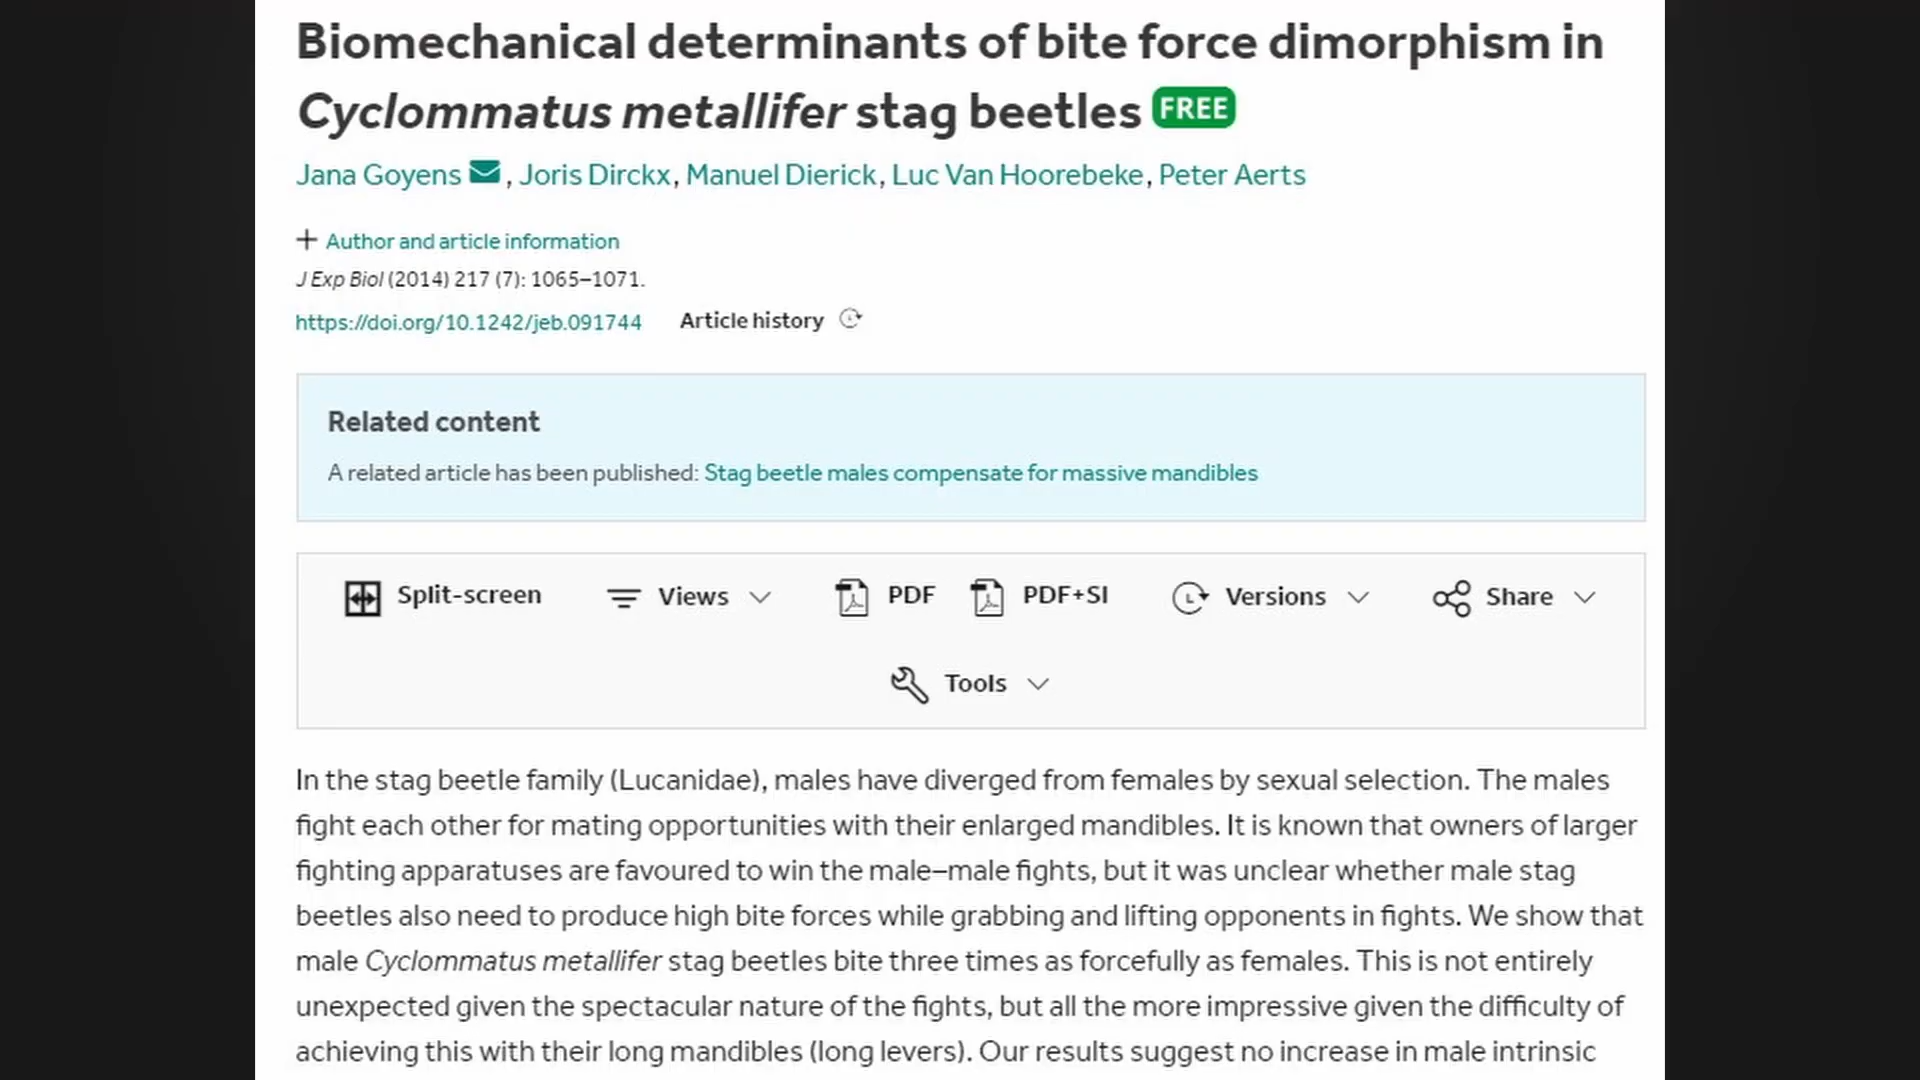 Biomechanical determinants of bite force dimorphism in
Cyclommatus metallifer stag beetles FREE
Jana Goyens , Joris Dirckx, Manuel Dierick, Luc Van Hoorebeke, Peter Aerts
+ Author and article information
J Exp Biol (2014) 217 (7): 1065–1071.
https://doi.org/10.1242/jeb.091744 Article history
Related content
A related article has been published: Stag beetle males compensate for massive mandibles
Split-screen Views PDF PDF+SI Versions Share
Tools
In the stag beetle family (Lucanidae), males have diverged from females by sexual selection. The males
fight each other for mating opportunities with their enlarged mandibles. It is known that owners of larger
fighting apparatuses are favoured to win the male–male fights, but it was unclear whether male stag
beetles also need to produce high bite forces while grabbing and lifting opponents in fights. We show that
male Cyclommatus metallifer stag beetles bite three times as forcefully as females. This is not entirely
unexpected given the spectacular nature of the fights, but all the more impressive given the difficulty of
achieving this with their long mandibles (long levers). Our results suggest no increase in male intrinsic